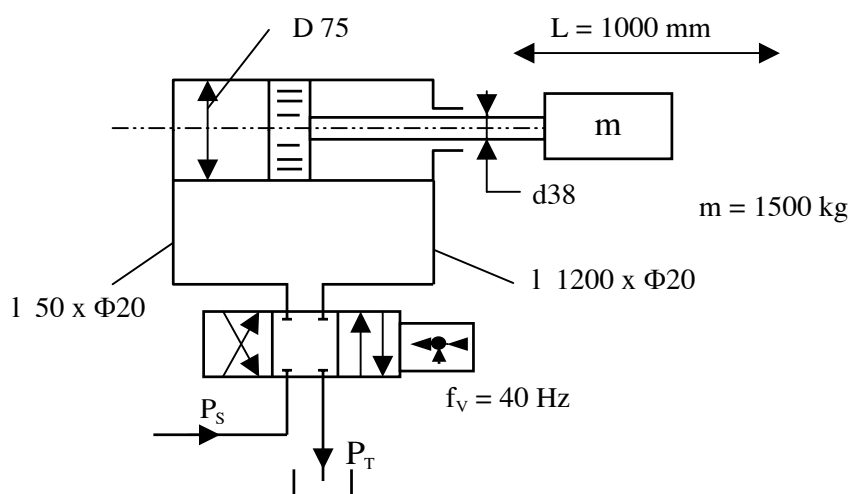 D 75
L = 1000 mm
m
d38
m = 1500 kg
l 50 x Φ20
l 1200 x Φ20
f_V = 40 Hz
P_S
P_T